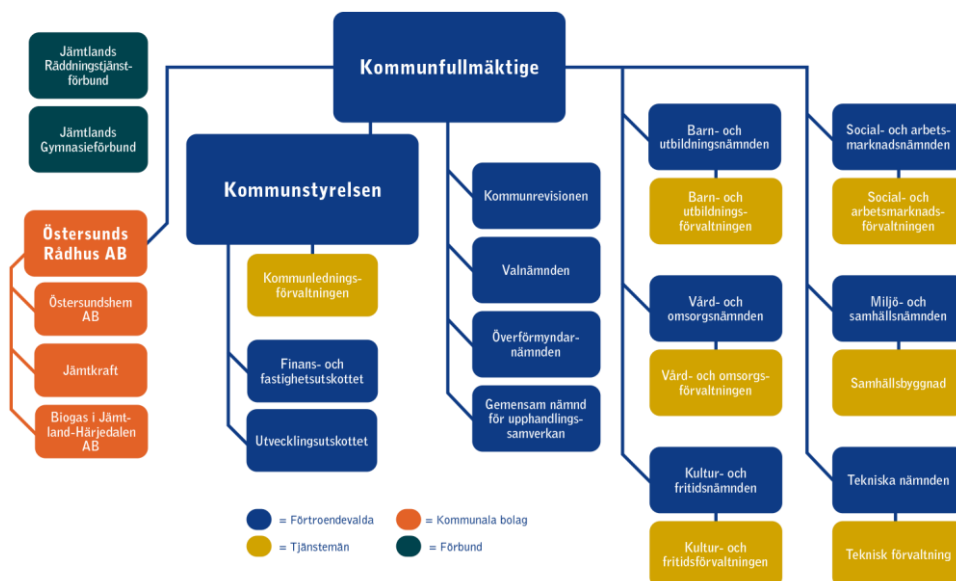 Jämtlands
Räddningstjänst-
förbund
Jämtlands
Gymnasieförbund
Kommunfullmäktige
Kommunstyrelsen
Östersunds
Rådhus AB
Östersundshem
AB
Jämtkraft
Biogas i Jämt-
land-Härjedalen
AB
Kommunlednings-
förvaltningen
Finans- och
fastighetsutskottet
Utvecklingsutskottet
Kommunrevisionen
Valnämnden
Överförmyndar-
nämnden
Gemensam nämnd
för upphandlings-
samverkan
Barn- och
utbildningsnämnden
Barn- och
utbildnings-
förvaltningen
Vård- och
omsorgsnämnden
Vård- och omsorgs-
förvaltningen
Kultur- och
fritidsnämnden
Kultur- och
fritidsförvaltningen
Social- och arbets-
marknadsnämnden
Social- och
arbetsmarknads-
förvaltningen
Miljö- och
samhällsnämnden
Samhällsbyggnad
Tekniska nämnden
Teknisk förvaltning
= Förtroendevalda
= Kommunala bolag
= Tjänstemän
= Förbund